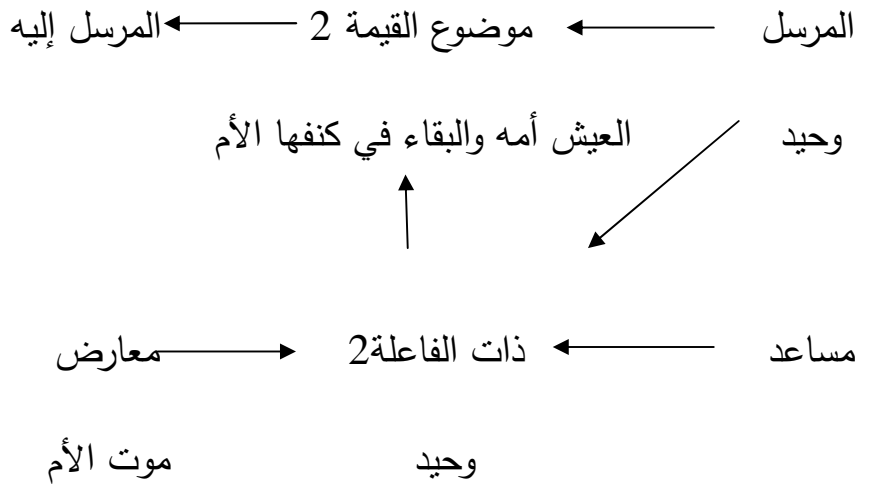 المرسل موضوع القيمة 2 المرسل إليه
وحيد العيش أمه والبقاء في كنفها الأم
مساعد ذات الفاعلة2 معارض
وحيد موت الأم